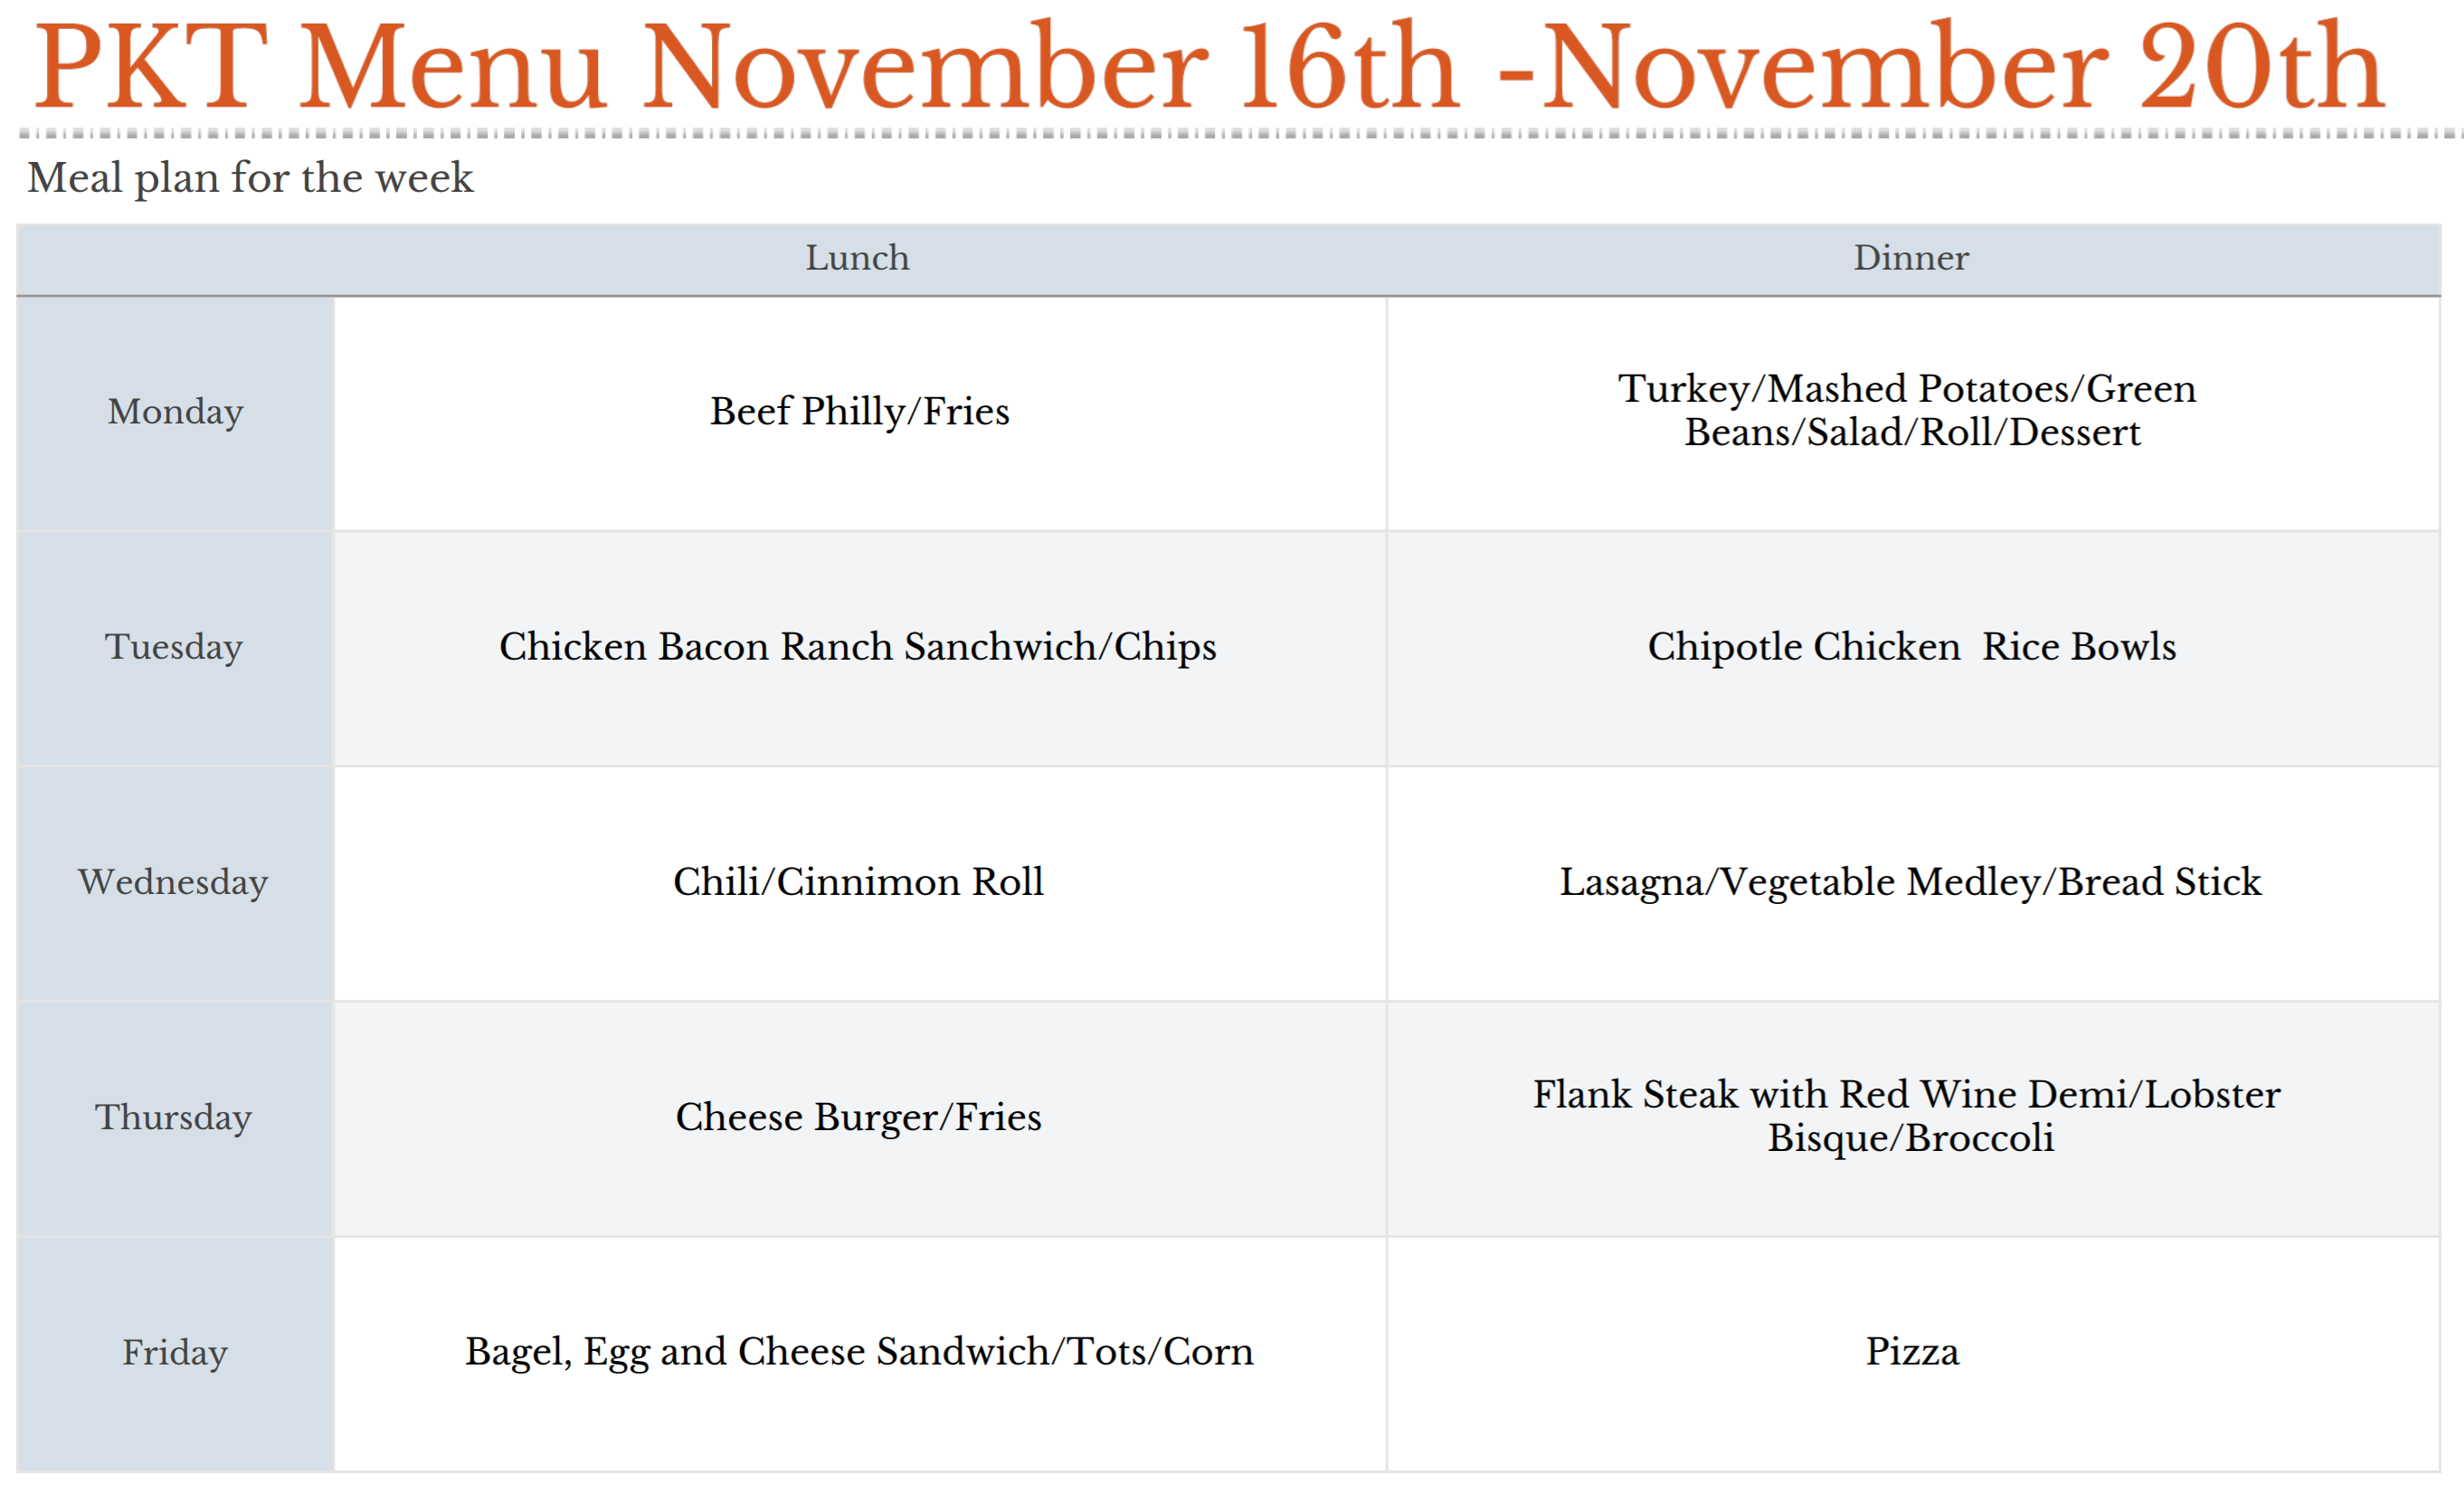 PKT Menu November 16th -November 20th
Meal plan for the week
Lunch Dinner
Monday Beef Philly/Fries Turkey/Mashed Potatoes/Green
Beans/Salad/Roll/Dessert
Tuesday Chicken Bacon Ranch Sanchwich/Chips Chipotle Chicken  Rice Bowls
Wednesday Chili/Cinnimon Roll Lasagna/Vegetable Medley/Bread Stick
Thursday Cheese Burger/Fries Flank Steak with Red Wine Demi/Lobster
Bisque/Broccoli
Friday Bagel, Egg and Cheese Sandwich/Tots/Corn Pizza